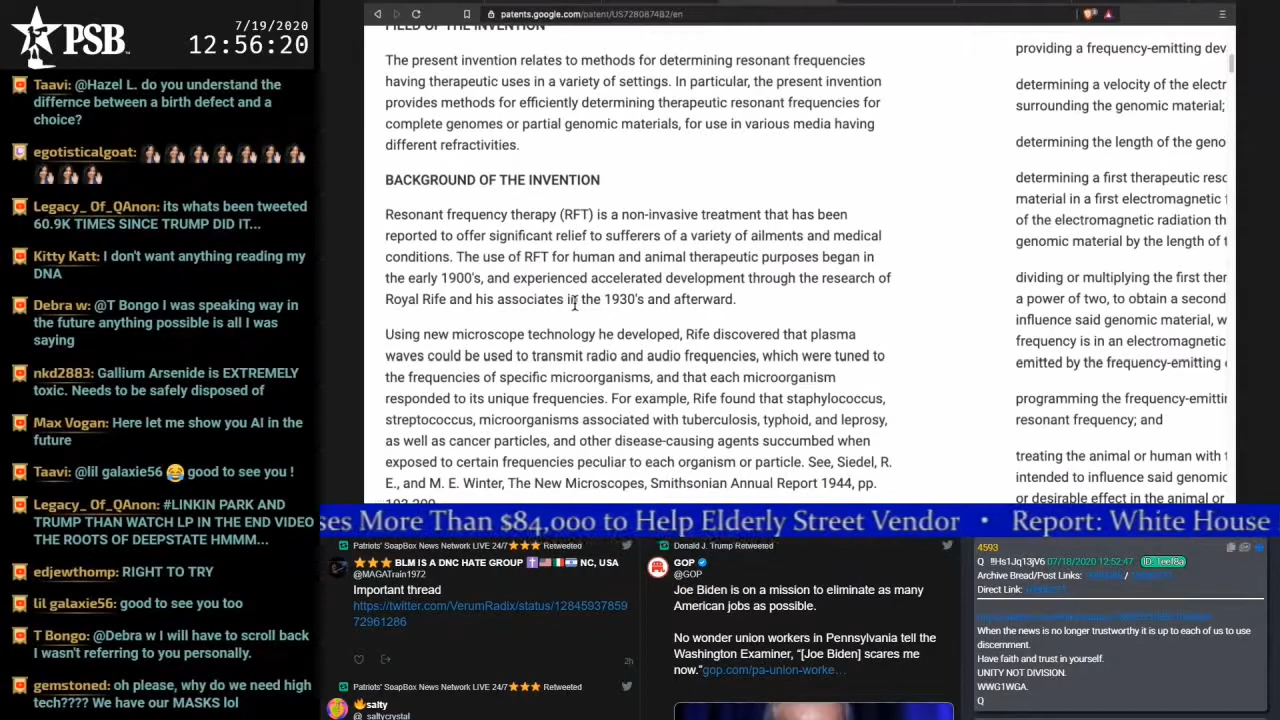 PSB
7/19/2020
12:56:20
Taavi: @Hazel L. do you understand the
differnce between a birth defect and a
choice?
egotisticalgoat:
Legacy_ Of_QAnon: its whats been tweeted
60.9K TIMES SINCE TRUMP DID IT...
Kitty Katt: I don't want anything reading my
DNA
Debra w: @T Bongo I was speaking way in
the future anything possible is all I was
saying
nkd2883: Gallium Arsenide is EXTREMELY
toxic. Needs to be safely disposed of
Max Vogan: Here let me show you AI in the
future
Taavi: @lil galaxie56 😂 good to see you !
Legacy_ Of_QAnon: #LINKIN PARK AND
TRUMP THAN WATCH LP IN THE END VIDEO
THE ROOTS OF DEEPSTATE HMMM...
edjewthomp: RIGHT TO TRY
lil galaxie56: good to see you too
T Bongo: @Debra w I will have to scroll back
I wasn't referring to you personally.
gemstoned: oh please, why do we need high
tech???? We have our MASKS lol
patents.google.com/patent/US7280874B2/en
FIELD OF THE INVENTION
The present invention relates to methods for determining resonant frequencies
having therapeutic uses in a variety of settings. In particular, the present invention
provides methods for efficiently determining therapeutic resonant frequencies for
complete genomes or partial genomic materials, for use in various media having
different refractivities.
BACKGROUND OF THE INVENTION
Resonant frequency therapy (RFT) is a non-invasive treatment that has been
reported to offer significant relief to sufferers of a variety of ailments and medical
conditions. The use of RFT for human and animal therapeutic purposes began in
the early 1900's, and experienced accelerated development through the research of
Royal Rife and his associates in the 1930's and afterward.
Using new microscope technology he developed, Rife discovered that plasma
waves could be used to transmit radio and audio frequencies, which were tuned to
the frequencies of specific microorganisms, and that each microorganism
responded to its unique frequencies. For example, Rife found that staphylococcus,
streptococcus, microorganisms associated with tuberculosis, typhoid, and leprosy,
as well as cancer particles, and other disease-causing agents succumbed when
exposed to certain frequencies peculiar to each organism or particle. See, Siedel, R.
E., and M. E. Winter, The New Microscopes, Smithsonian Annual Report 1944, pp.
providing a frequency-emitting dev
determining a velocity of the electr
surrounding the genomic material;
determining the length of the geno
determining a first therapeutic reso
material in a first electromagnetic f
of the electromagnetic radiation th
genomic material by the length of t
dividing or multiplying the first ther
a power of two, to obtain a second
influence said genomic material, w
frequency is in an electromagnetic
emitted by the frequency-emitting
programming the frequency-emittin
resonant frequency; and
treating the animal or human with t
intended to influence said genomic
or desirable effect in the animal or
ses More Than $84,000 to Help Elderly Street Vendor • Report: White House
Patriots' SoapBox News Network LIVE 24/7⭐⭐⭐ Retweeted
⭐⭐⭐ BLM IS A DNC HATE GROUP ✝️🇺🇸🇮🇹🇮🇱 NC, USA
@MAGATrain1972
Important thread
https://twitter.com/VerumRadix/status/12845937859
72961286
2h
Patriots' SoapBox News Network LIVE 24/7⭐⭐⭐ Retweeted
🔥salty
@_saltycrystal
Donald J. Trump Retweeted
GOP
@GOP
Joe Biden is on a mission to eliminate as many
American jobs as possible.
No wonder union workers in Pennsylvania tell the
Washington Examiner, “[Joe Biden] scares me
now.”gop.com/pa-union-worke…
4593
Q !!Hs1Jq13jV6 07/18/2020 12:52:47 ID_1eef8a
Archive Bread/Post Links: /
Direct Link:
When the news is no longer trustworthy it is up to each of us to use
discernment.
Have faith and trust in yourself.
UNITY NOT DIVISION.
WWG1WGA.
Q